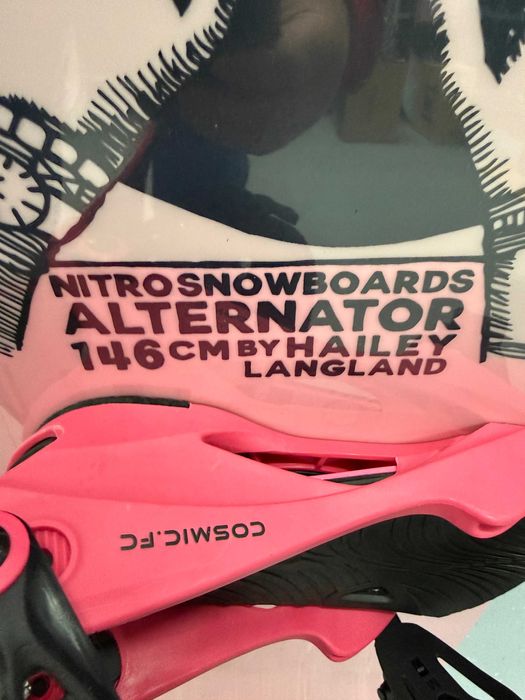 NITRO SNOWBOARDS
ALTERNATOR
146 CM BY HAILEY
LANGLAND
COSMIC.FC